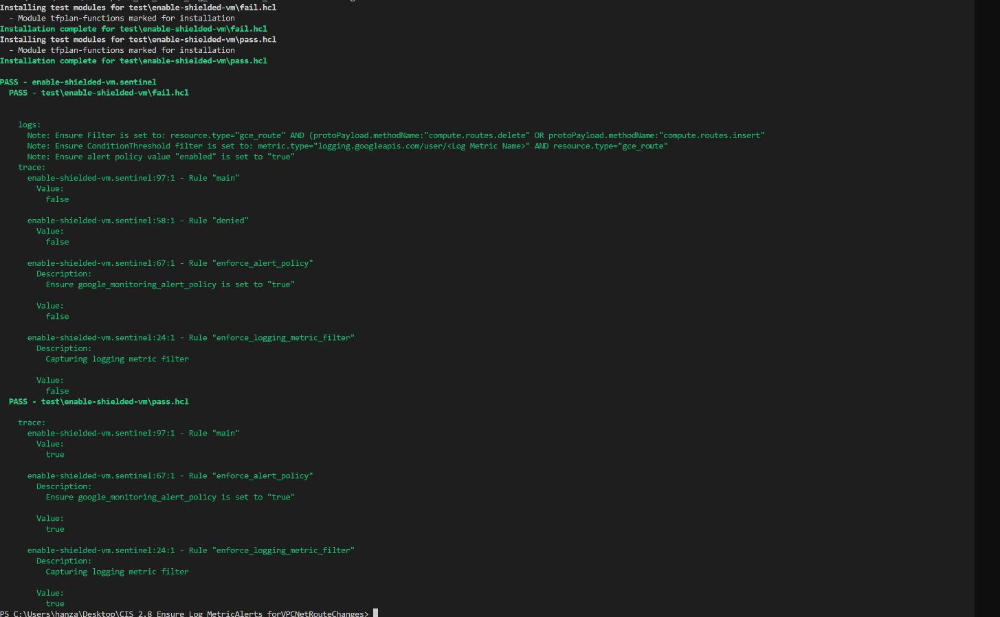 Installing test modules for test\enable-shielded-vm\fail.hcl
  - Module tfplan-functions marked for installation
Installation complete for test\enable-shielded-vm\fail.hcl
Installing test modules for test\enable-shielded-vm\pass.hcl
  - Module tfplan-functions marked for installation
Installation complete for test\enable-shielded-vm\pass.hcl
PASS - enable-shielded-vm.sentinel
  PASS - test\enable-shielded-vm\fail.hcl
    logs:
      Note: Ensure Filter is set to: resource.type="gce_route" AND (protoPayload.methodName:"compute.routes.delete" OR protoPayload.methodName:"compute.routes.insert"
      Note: Ensure ConditionThreshold filter is set to: metric.type="logging.googleapis.com/user/<Log Metric Name>" AND resource.type="gce_route"
      Note: Ensure alert policy value "enabled" is set to "true"
    trace:
      enable-shielded-vm.sentinel:97:1 - Rule "main"
        Value:
          false
      enable-shielded-vm.sentinel:58:1 - Rule "denied"
        Value:
          false
      enable-shielded-vm.sentinel:67:1 - Rule "enforce_alert_policy"
        Description:
          Ensure google_monitoring_alert_policy is set to "true"
        Value:
          false
      enable-shielded-vm.sentinel:24:1 - Rule "enforce_logging_metric_filter"
        Description:
          Capturing logging metric filter
        Value:
          false
  PASS - test\enable-shielded-vm\pass.hcl
    trace:
      enable-shielded-vm.sentinel:97:1 - Rule "main"
        Value:
          true
      enable-shielded-vm.sentinel:67:1 - Rule "enforce_alert_policy"
        Description:
          Ensure google_monitoring_alert_policy is set to "true"
        Value:
          true
      enable-shielded-vm.sentinel:24:1 - Rule "enforce_logging_metric_filter"
        Description:
          Capturing logging metric filter
        Value:
          true
PS C:\Users\hanza\Desktop\CIS_2.8_Ensure_Log_MetricAlerts_forVPCNetRouteChanges>